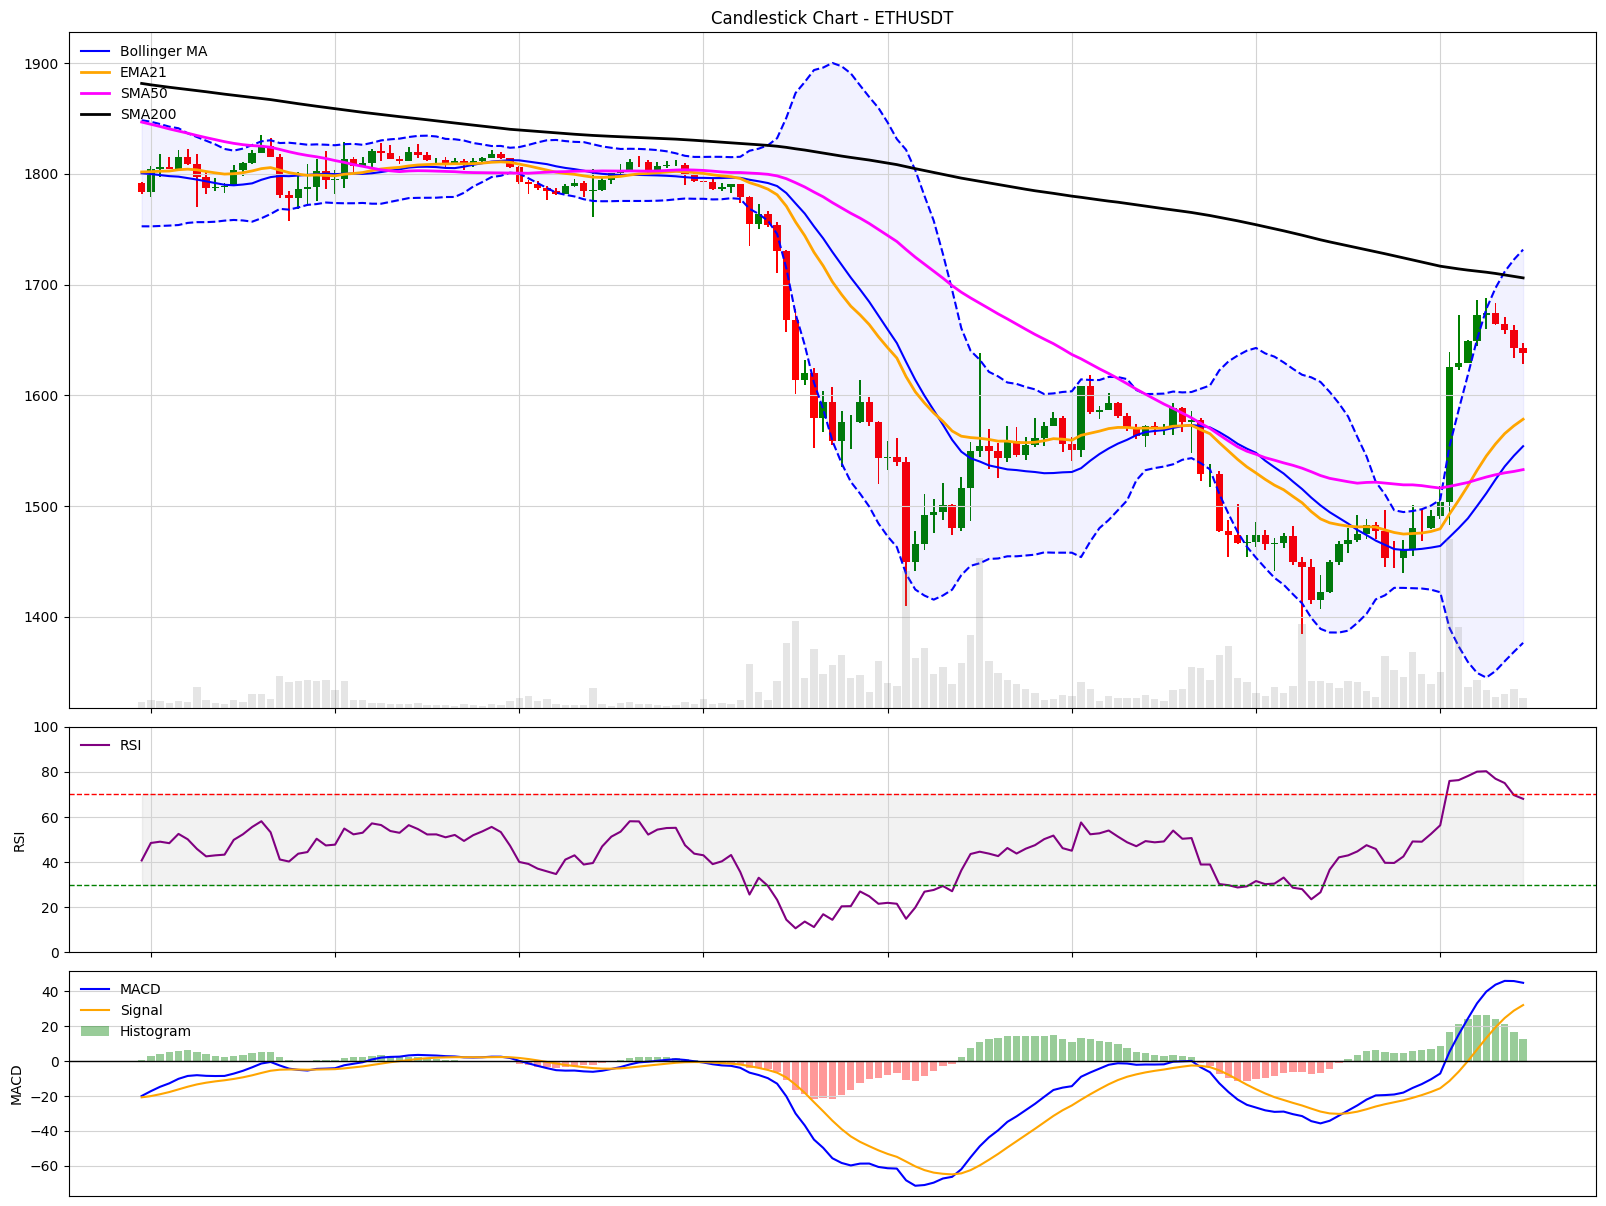 Candlestick Chart - ETHUSDT
Bollinger MA
EMA21
SMA50
SMA200
1900
1800
1700
1600
1500
1400
RSI
100
80
60
40
20
0
RSI
MACD
Signal
Histogram
40
20
0
−20
−40
−60
MACD